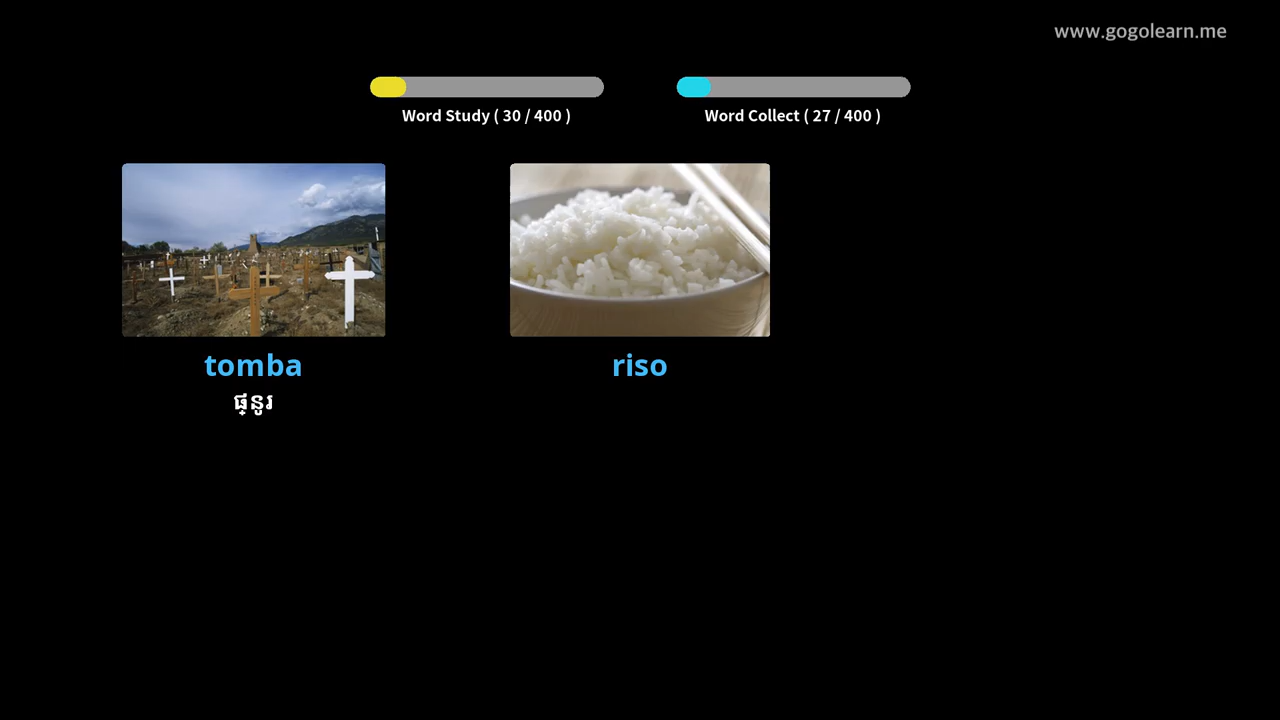 www.gogolearn.me
Word Study ( 30 / 400 )
Word Collect ( 27 / 400 )
tomba
ផ្នូរ
riso